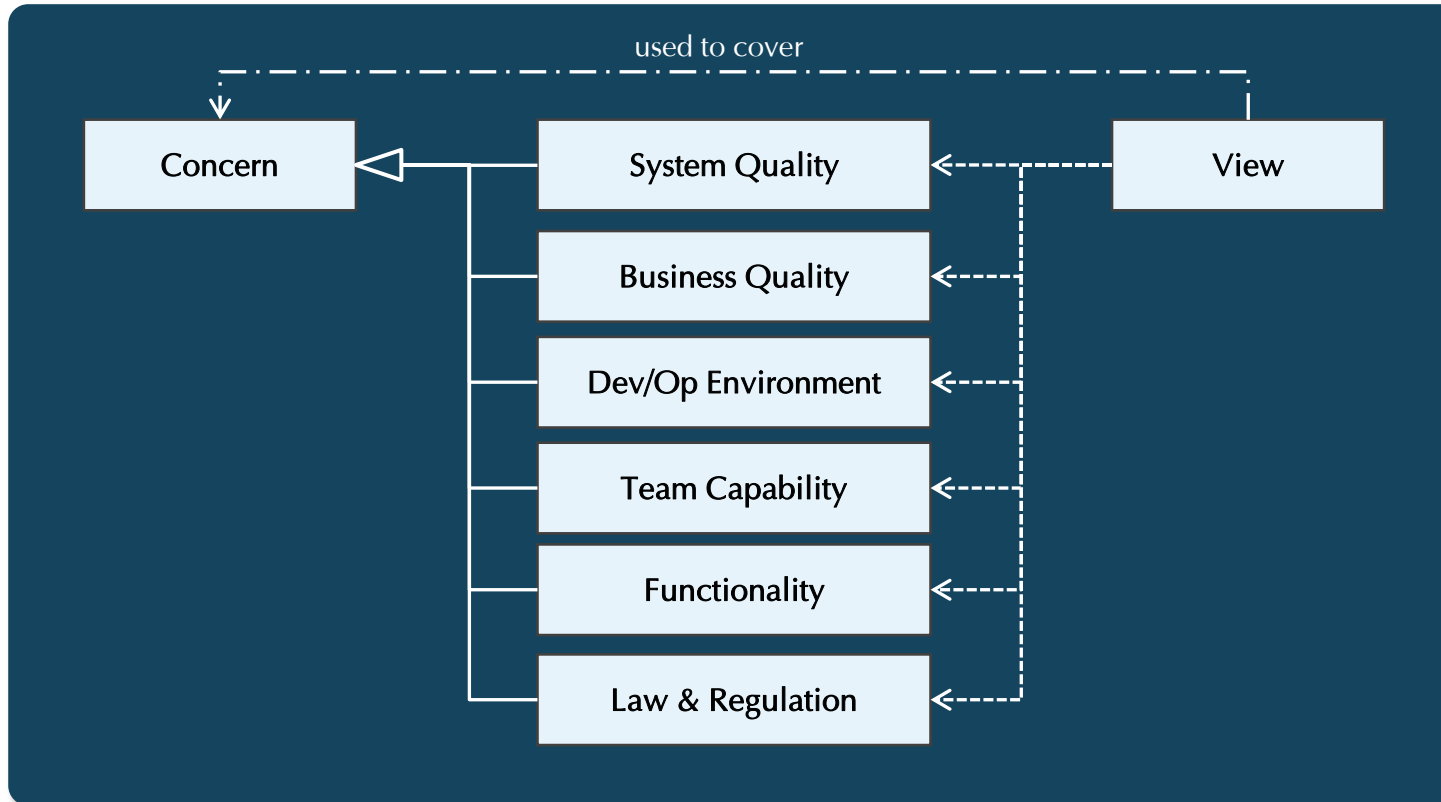 used to cover
Concern
System Quality
View
Business Quality
Dev/Op Environment
Team Capability
Functionality
Law & Regulation